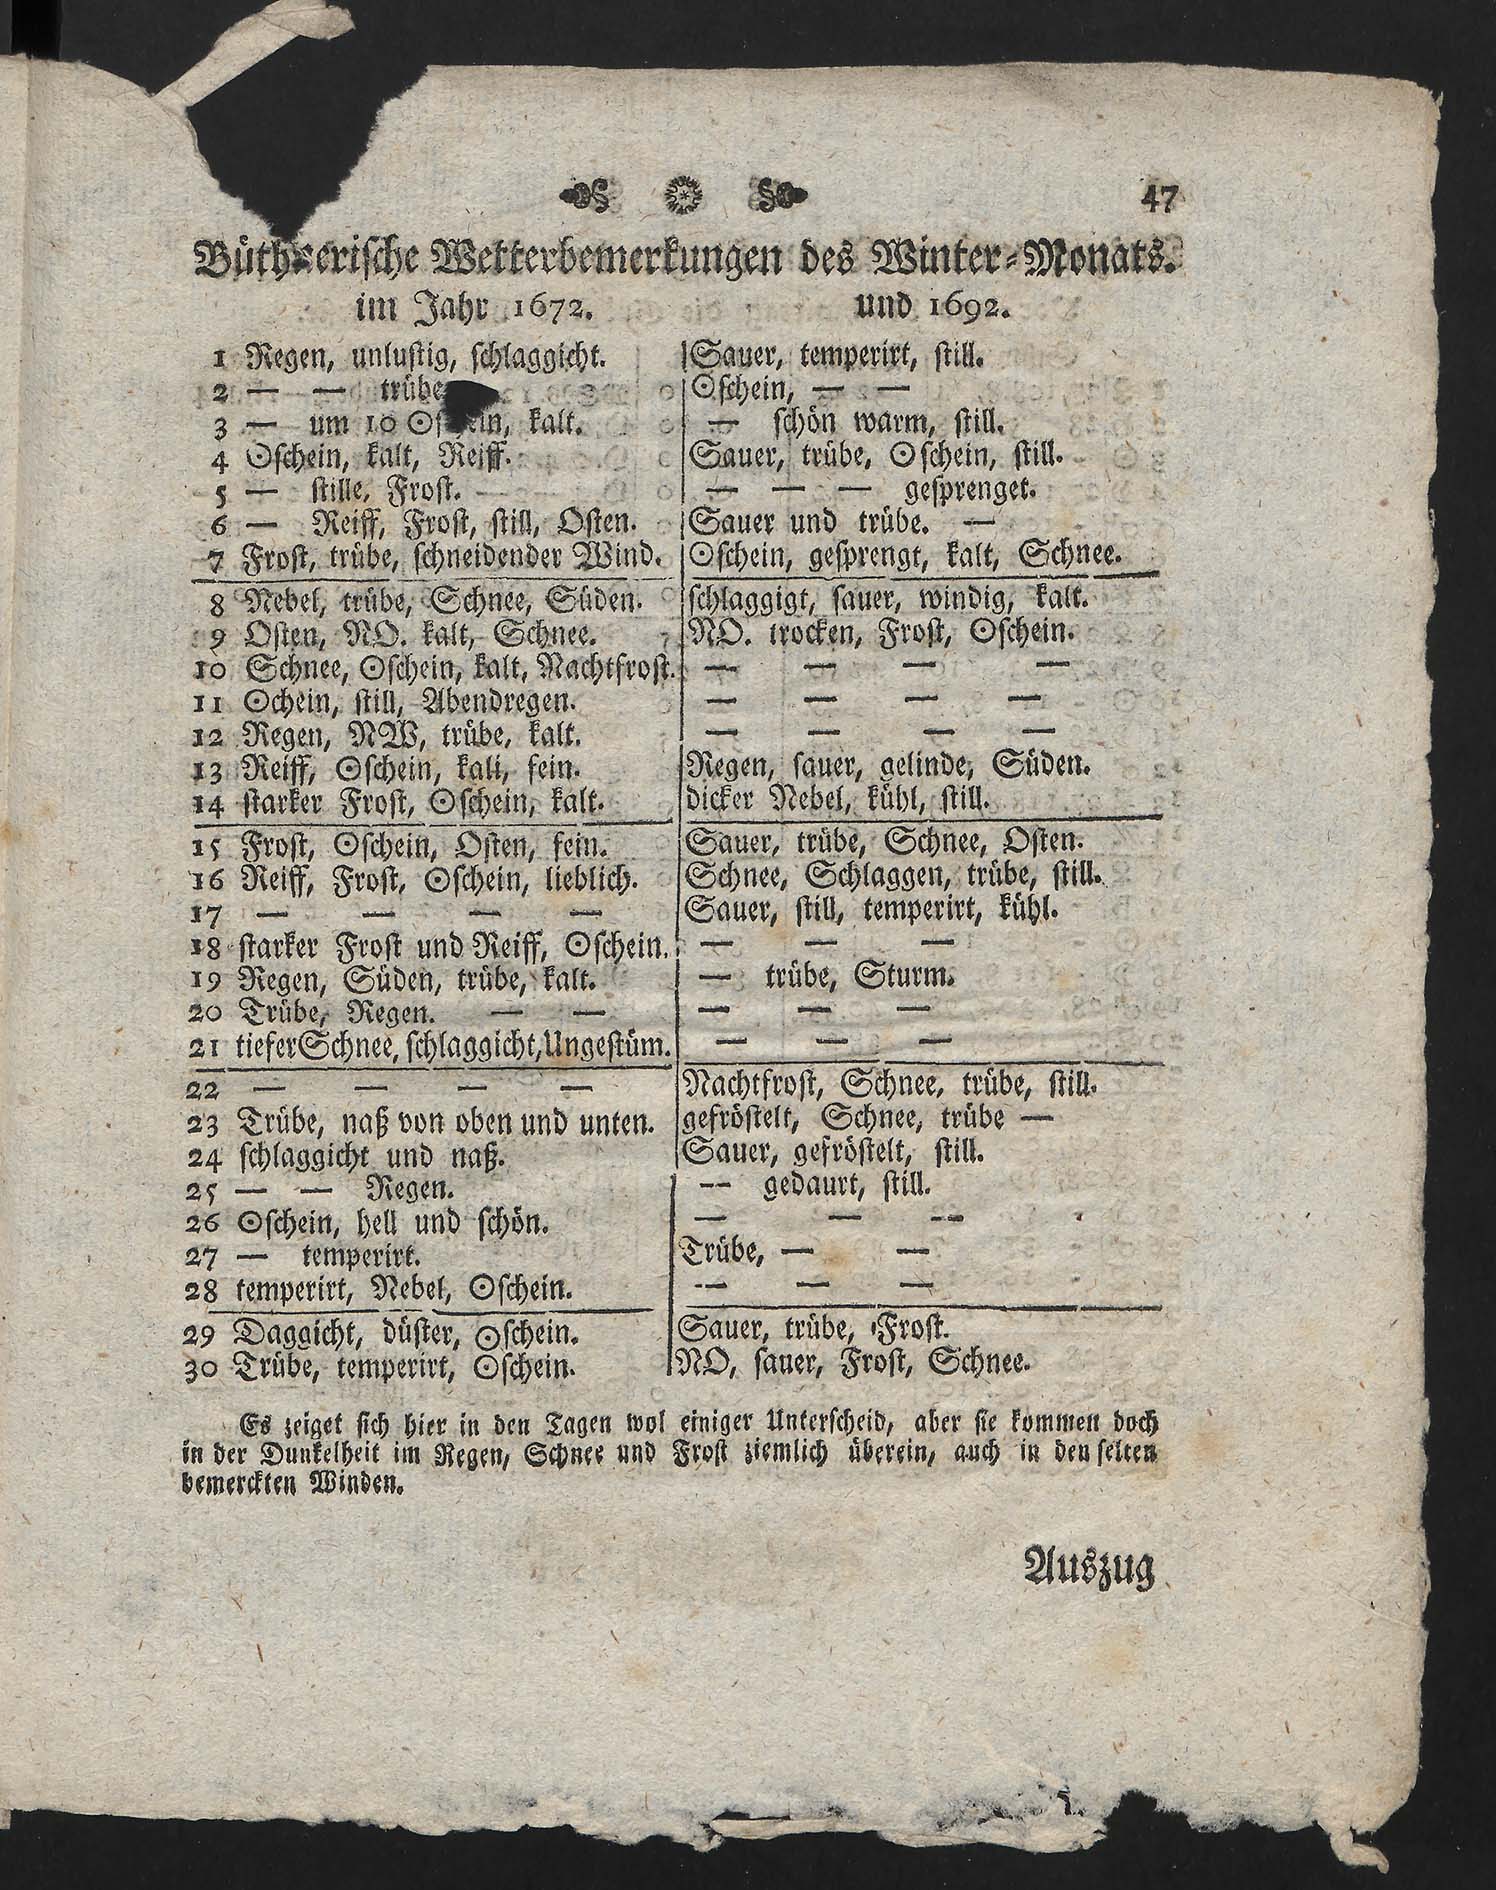 47
Büthnerische Wetterbemerkungen des Winter-Monats.
im Jahr 1672. und 1692.
1 Regen, unlustig, schlaggicht. Sauer, temperirt, still.
2 — — trübe ☉schein, — —
3 — um 10 ☉schein, kalt. — schön warm, still.
4 ☉schein, kalt, Reiff. Sauer, trübe, ☉schein, still.
5 — stille, Frost. — — — gesprenget.
6 — Reiff, Frost, still, Osten. Sauer und trübe. —
7 Frost, trübe, schneidender Wind. ☉schein, gesprengt, kalt, Schnee.
8 Nebel, trübe, Schnee, Süden. schlaggigt, sauer, windig, kalt.
9 Osten, NO. kalt, Schnee. NO. trocken, Frost, ☉schein.
10 Schnee, ☉schein, kalt, Nachtfrost. — — — —
11 ☉chein, still, Abendregen. — — — —
12 Regen, NW, trübe, kalt. — — — —
13 Reiff, ☉schein, kalt, fein. Regen, sauer, gelinde, Süden.
14 starker Frost, ☉schein, kalt. dicker Nebel, kühl, still.
15 Frost, ☉schein, Osten, fein. Sauer, trübe, Schnee, Osten.
16 Reiff, Frost, ☉schein, lieblich. Schnee, Schlaggen, trübe, still.
17 — — — — Sauer, still, temperirt, kühl.
18 starker Frost und Reiff, ☉schein. — — —
19 Regen, Süden, trübe, kalt. — trübe, Sturm.
20 Trübe, Regen. — — — — —
21 tiefer Schnee, schlaggicht, Ungestüm. — — —
22 — — — — Nachtfrost, Schnee, trübe, still.
23 Trübe, naß von oben und unten. gefröstelt, Schnee, trübe —
24 schlaggicht und naß. Sauer, gefröstelt, still.
25 — — Regen. — gedaurt, still.
26 ☉schein, hell und schön. — — —
27 — temperirt. Trübe, — —
28 temperirt, Nebel, ☉schein. — — —
29 Daggicht, düster, ☉schein. Sauer, trübe, Frost.
30 Trübe, temperirt, ☉schein. NO, sauer, Frost, Schnee.
Es zeiget sich hier in den Tagen wol einiger Unterscheid, aber sie kommen doch
in der Dunkelheit im Regen, Schnee und Frost ziemlich überein, auch in den selten
bemerckten Winden.
Auszug